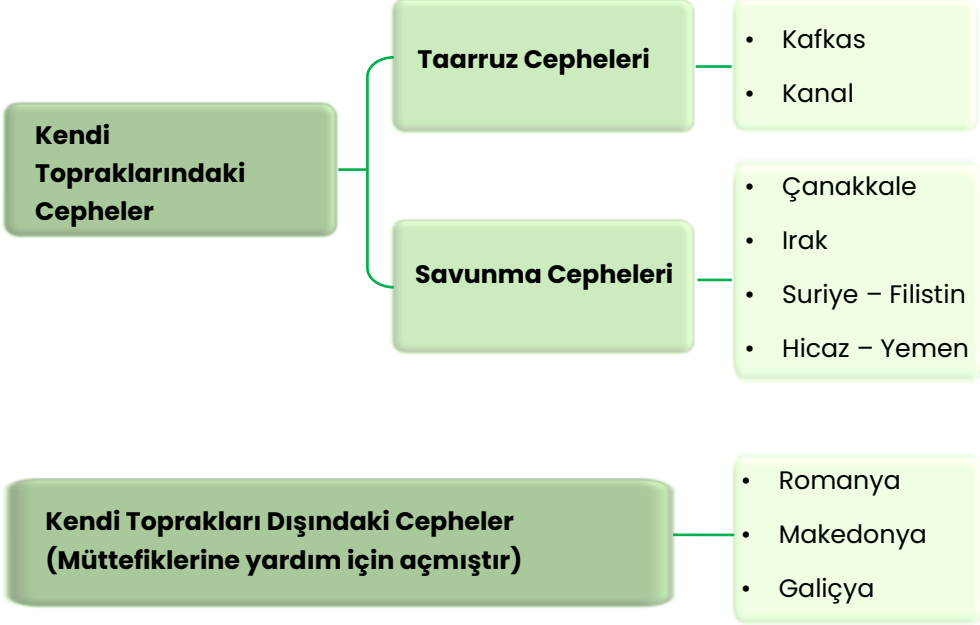 Kendi
Topraklarındaki
Cepheler
Taarruz Cepheleri
• Kafkas
• Kanal
Savunma Cepheleri
• Çanakkale
• Irak
• Suriye – Filistin
• Hicaz – Yemen
Kendi Toprakları Dışındaki Cepheler
(Müttefiklerine yardım için açmıştır)
• Romanya
• Makedonya
• Galiçya